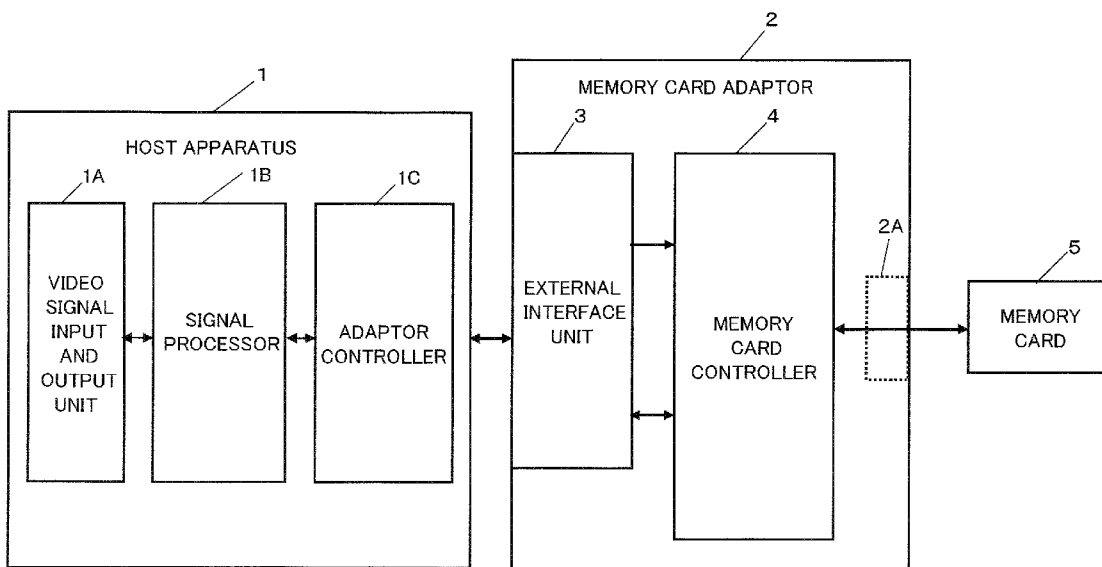 1
HOST APPARATUS
1A
VIDEO
SIGNAL
INPUT
AND
OUTPUT
UNIT
1B
SIGNAL
PROCESSOR
1C
ADAPTOR
CONTROLLER
2
MEMORY CARD ADAPTOR
3
EXTERNAL
INTERFACE
UNIT
4
MEMORY
CARD
CONTROLLER
2A
5
MEMORY
CARD